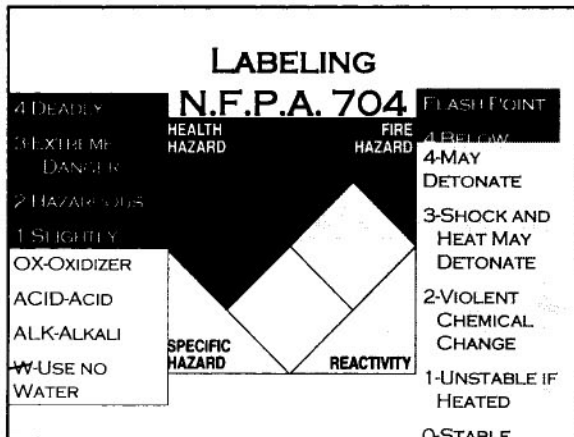 LABELING
N.F.P.A. 704
4 DEADLY
3-EXTREME
DANGER
2 HAZARDOUS
1 SLIGHTLY
OX-OXIDIZER
ACID-ACID
ALK-ALKALI
W-USE NO
WATER
HEALTH
HAZARD
FIRE
HAZARD
SPECIFIC
HAZARD
REACTIVITY
FLASH POINT
4 BELOW
4-MAY
DETONATE
3-SHOCK AND
HEAT MAY
DETONATE
2-VIOLENT
CHEMICAL
CHANGE
1-UNSTABLE IF
HEATED
0-STABLE